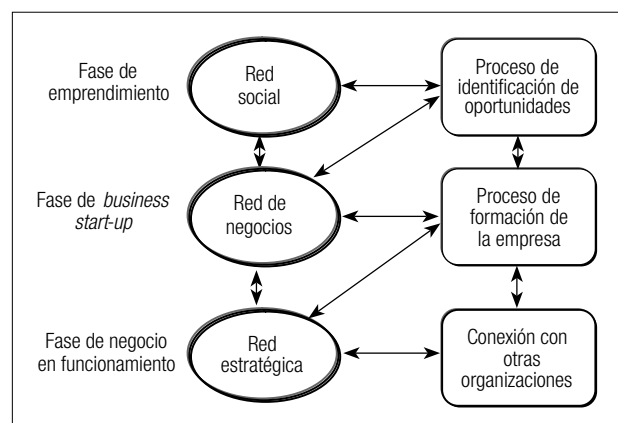 Fase de
emprendimiento
Red
social
Proceso de
identificación de
oportunidades
Fase de business
start-up
Red de
negocios
Proceso de
formación de
la empresa
Fase de negocio
en funcionamiento
Red
estratégica
Conexión con
otras
organizaciones